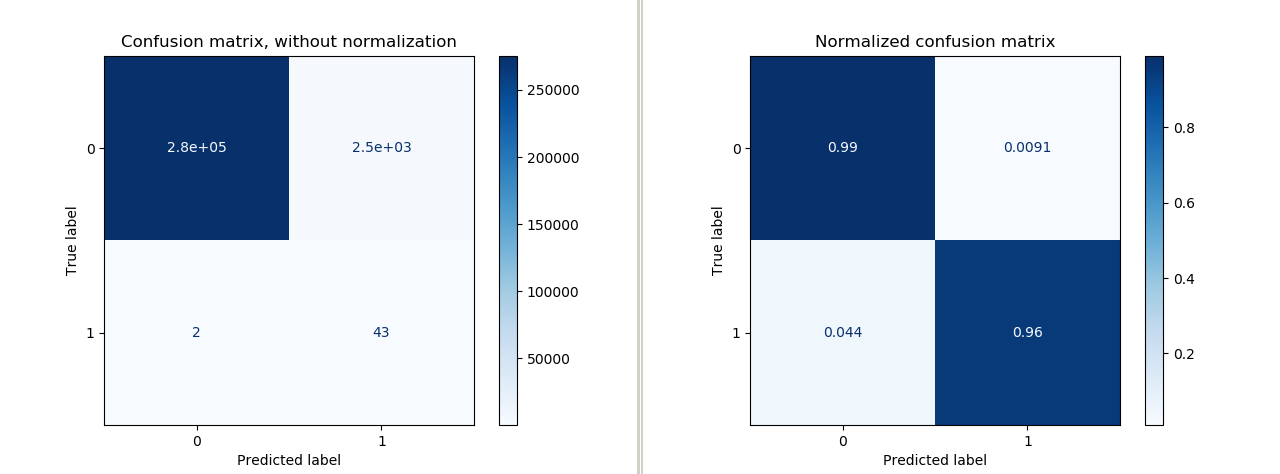 Confusion matrix, without normalization
0
2.8e+05
2.5e+03
1
2
43
0
1
True label
Predicted label
250000
200000
150000
100000
50000
Normalized confusion matrix
0
0.99
0.0091
1
0.044
0.96
0
1
True label
Predicted label
0.8
0.6
0.4
0.2